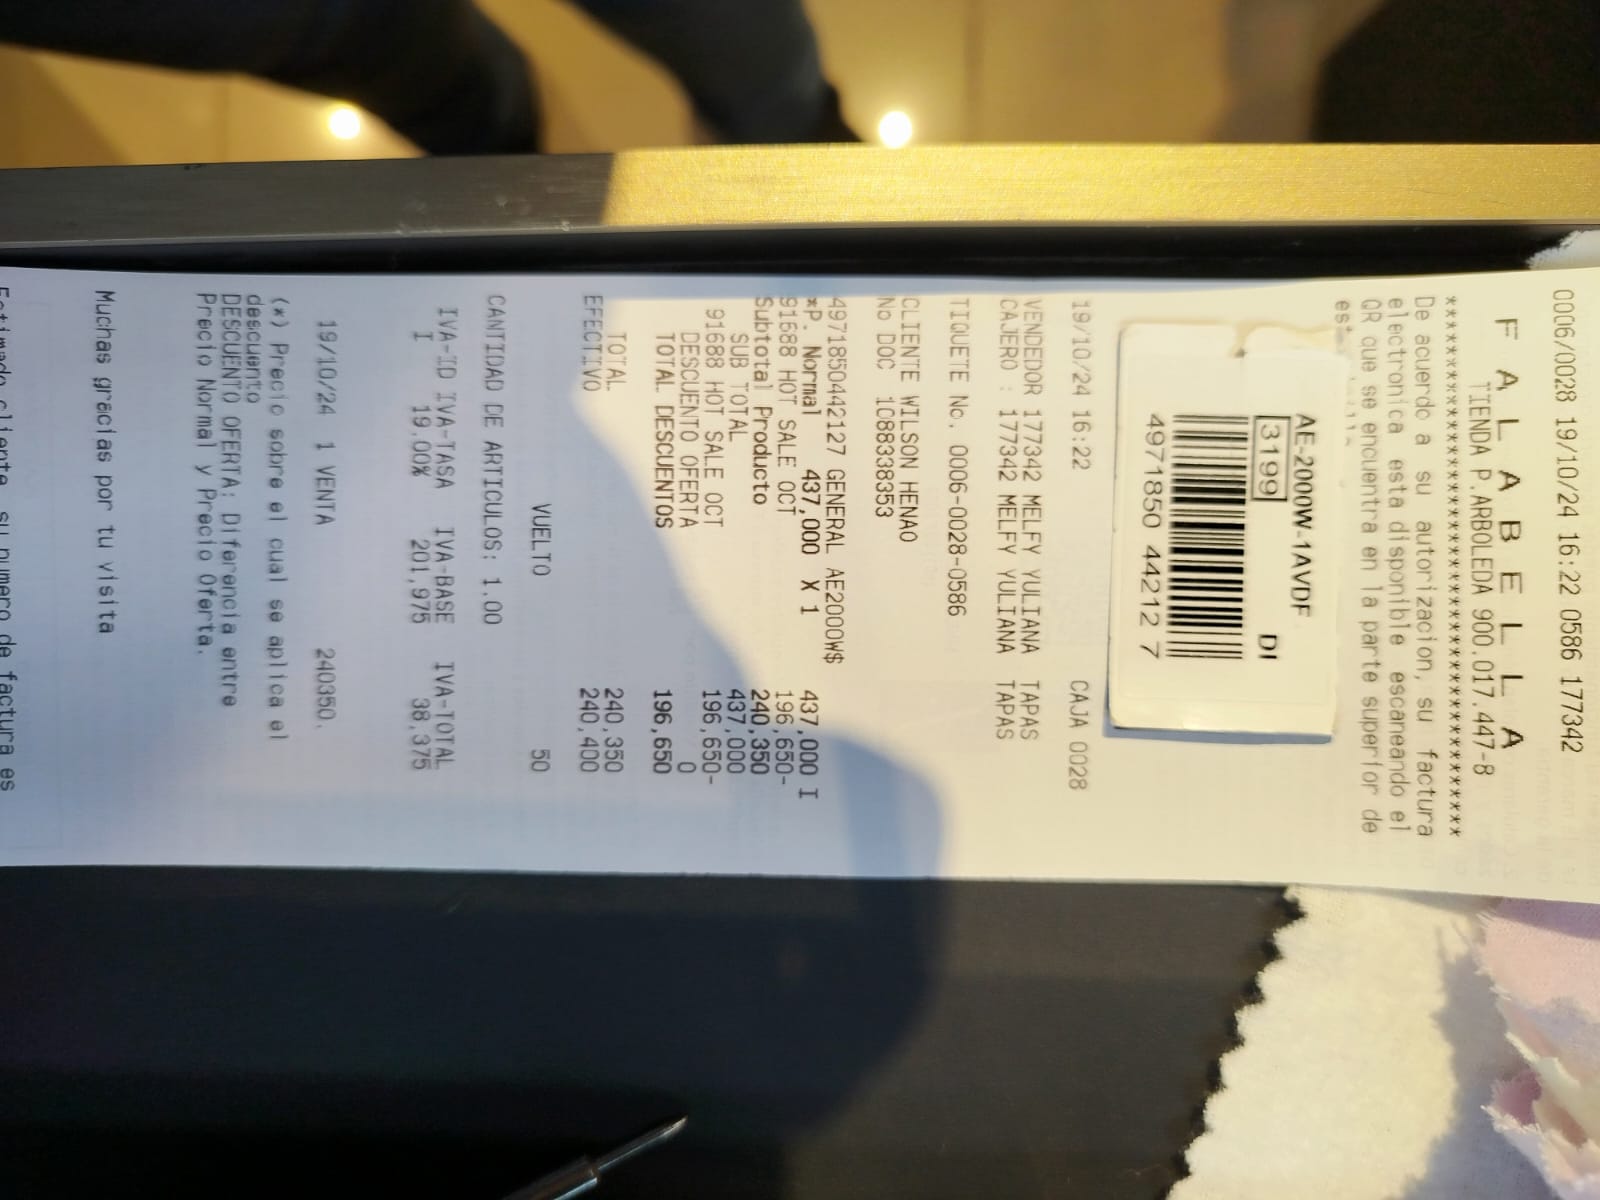 0006/0028 19/10/24 16:22 0586 177342
F A L A B E L L A
TIENDA P.ARBOLEDA 900.017.447-8
****************************************
De acuerdo a su autorizacion, su factura
electronica esta disponible escaneando el
QR que se encuentra en la parte superior de
AE-2000W-1AVDF
3199 DI
4971850 44212 7
19/10/24 16:22 CAJA 0028
VENDEDOR 177342 MELFY YULIANA TAPAS
CAJERO : 177342 MELFY YULIANA TAPAS
TIQUETE No. 0006-0028-0586
CLIENTE WILSON HENAO
No DOC 1088338353
4971850442127 GENERAL AE2000W$
*P. Normal 437,000 X 1 437,000 I
91688 HOT SALE OCT 196,650-
Subtotal Producto 240,350
SUB TOTAL 437,000
91688 HOT SALE OCT 196,650-
DESCUENTO OFERTA 0
TOTAL DESCUENTOS 196,650
TOTAL 240,350
EFECTIVO 240,400
VUELTO 50
CANTIDAD DE ARTICULOS: 1.00
IVA-ID IVA-TASA IVA-BASE IVA-TOTAL
I 19.00% 201,975 38,375
19/10/24 1 VENTA 240350.
(*) Precio sobre el cual se aplica el
descuento
DESCUENTO OFERTA: Diferencia entre
Precio Normal y Precio Oferta.
Muchas gracias por tu visita
Estimado cliente, su numero de factura es